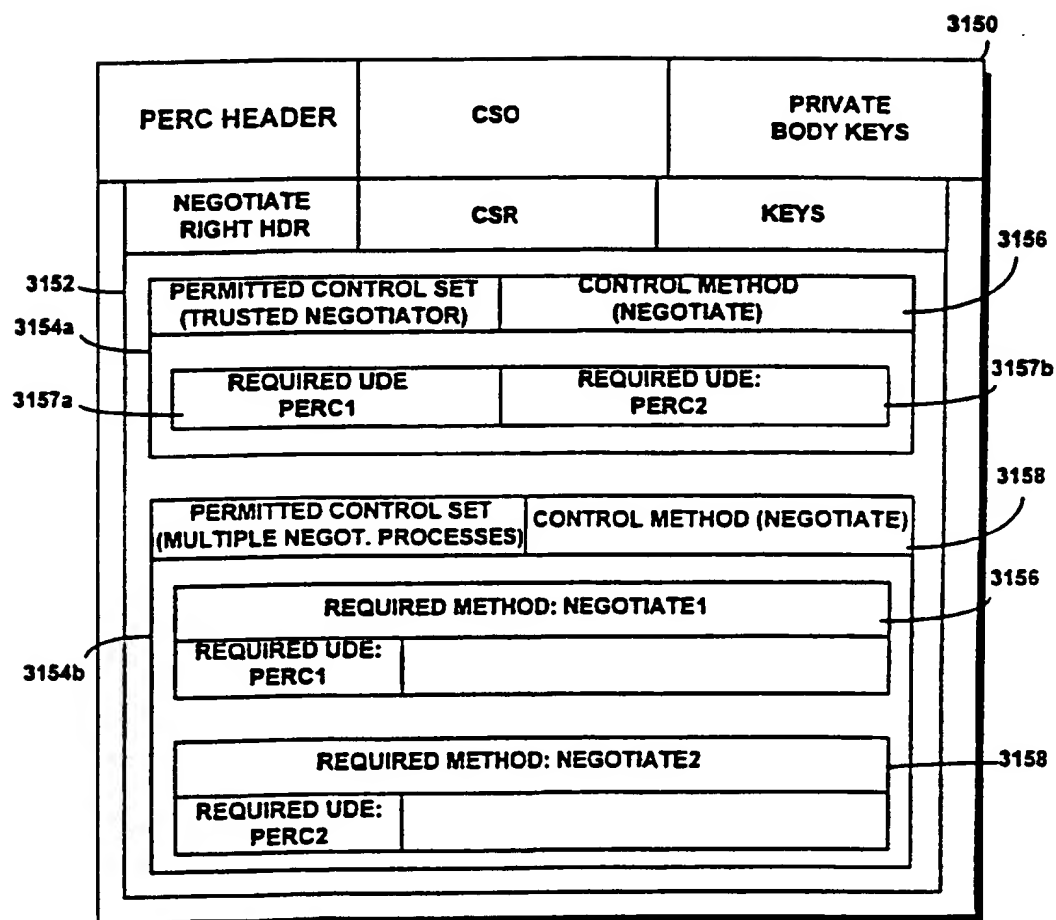 3150
PERC HEADER
CSO
PRIVATE
BODY KEYS
NEGOTIATE
RIGHT HDR
CSR
KEYS
3156
3152
PERMITTED CONTROL SET
(TRUSTED NEGOTIATOR)
CONTROL METHOD
(NEGOTIATE)
3154a
REQUIRED UDE
PERC1
REQUIRED UDE:
PERC2
3157a
3157b
3158
PERMITTED CONTROL SET
(MULTIPLE NEGOT. PROCESSES)
CONTROL METHOD (NEGOTIATE)
3156
REQUIRED METHOD: NEGOTIATE1
REQUIRED UDE:
PERC1
3154b
REQUIRED METHOD: NEGOTIATE2
3158
REQUIRED UDE:
PERC2